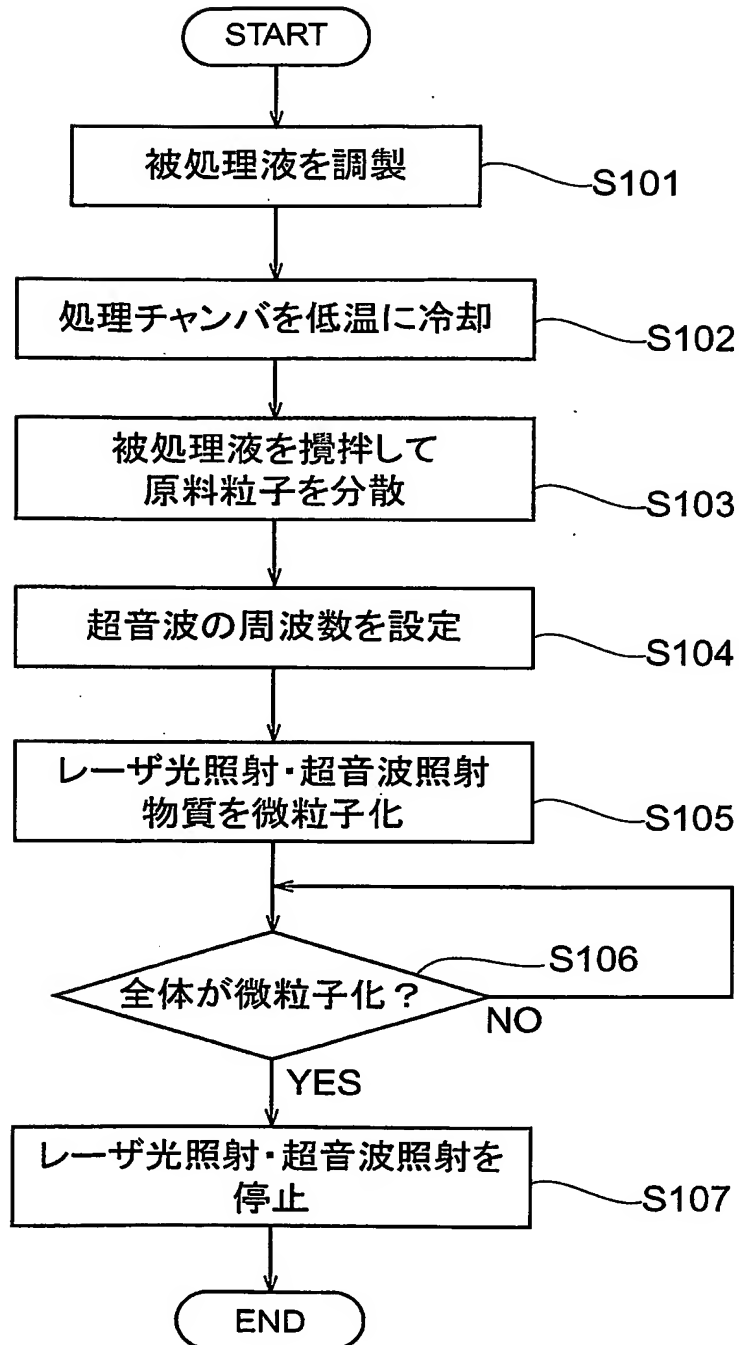 START
被処理液を調製
S101
処理チャンバを低温に冷却
S102
被処理液を攪拌して
原料粒子を分散
S103
超音波の周波数を設定
S104
レーザ光照射・超音波照射
物質を微粒子化
S105
全体が微粒子化？
S106
NO
YES
レーザ光照射・超音波照射を
停止
S107
END